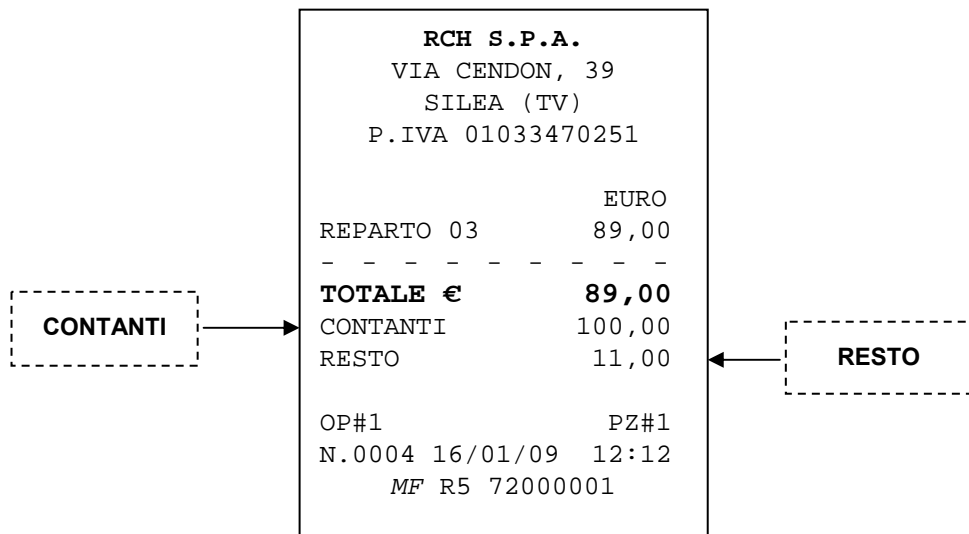 RCH S.P.A.
VIA CENDON, 39
SILEA (TV)
P.IVA 01033470251
EURO
REPARTO 03 89,00
- - - - - - - - -
TOTALE € 89,00
CONTANTI 100,00
RESTO 11,00
OP#1 PZ#1
N.0004 16/01/09 12:12
MF R5 72000001
CONTANTI
RESTO